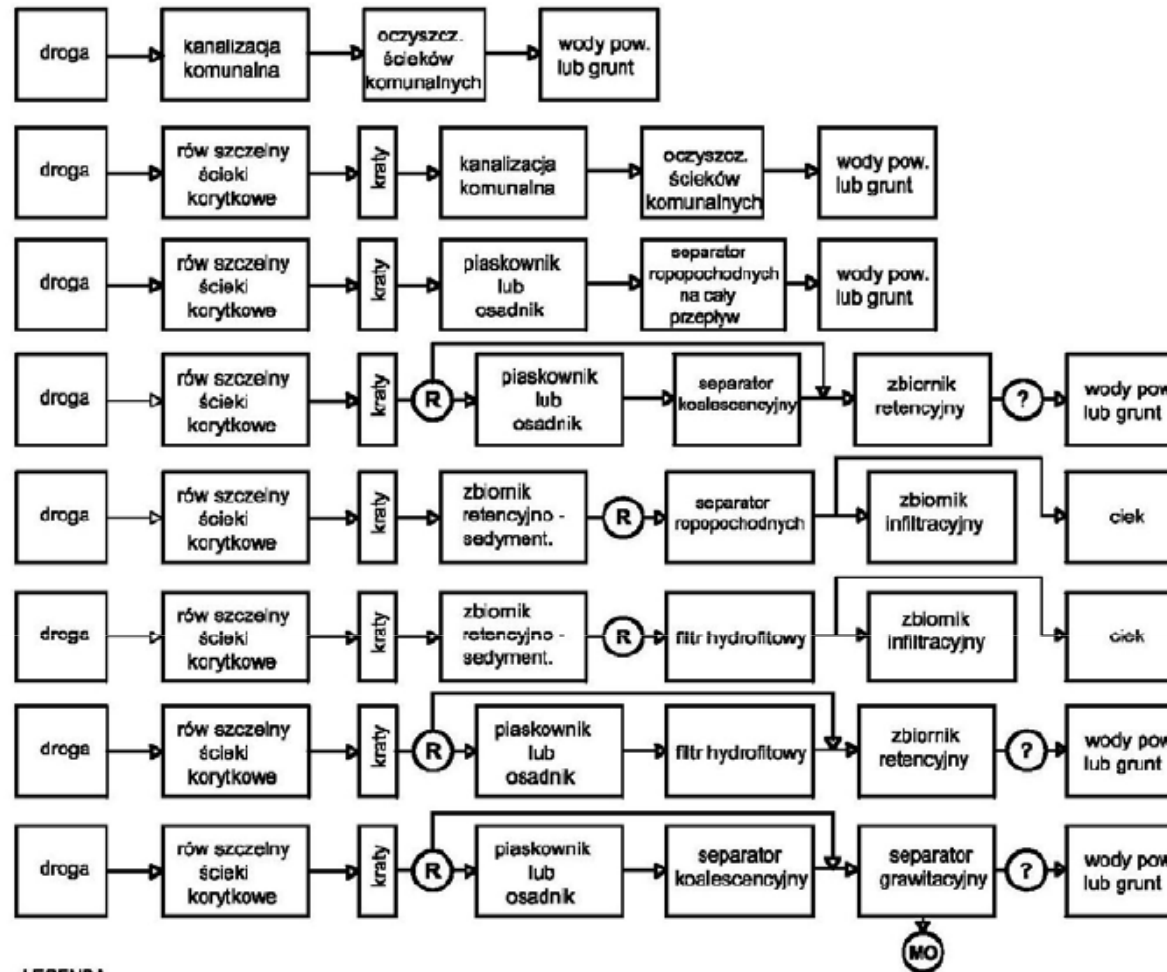 droga
kanalizacja
komunalna
oczyszcz.
ścieków
komunalnych
wody pow.
lub grunt
droga
rów szczelny
ścieki
korytkowe
kraty
kanalizacja
komunalna
oczyszcz.
ścieków
komunalnych
wody pow.
lub grunt
droga
rów szczelny
ścieki
korytkowe
kraty
piaskownik
lub
osadnik
separator
ropopochodnych
na cały
przepływ
wody pow.
lub grunt
droga
rów szczelny
ścieki
korytkowe
kraty
R
piaskownik
lub
osadnik
separator
koalescencyjny
zbiornik
retencyjny
?
wody pow
lub grunt
droga
rów szczelny
ścieki
korytkowe
kraty
zbiornik
retencyjno -
sedyment.
R
separator
ropopochodnych
zbiornik
infiltracyjny
ciek
droga
rów szczelny
ścieki
korytkowe
kraty
zbiornik
retencyjno -
sedyment.
R
filtr hydrofitowy
zbiornik
infiltracyjny
ciek
droga
rów szczelny
ścieki
korytkowe
kraty
R
piaskownik
lub
osadnik
filtr hydrofitowy
zbiornik
retencyjny
?
wody pow
lub grunt
droga
rów szczelny
ścieki
korytkowe
kraty
R
piaskownik
lub
osadnik
separator
koalescencyjny
separator
grawitacyjny
?
wody pow
lub grunt
MO